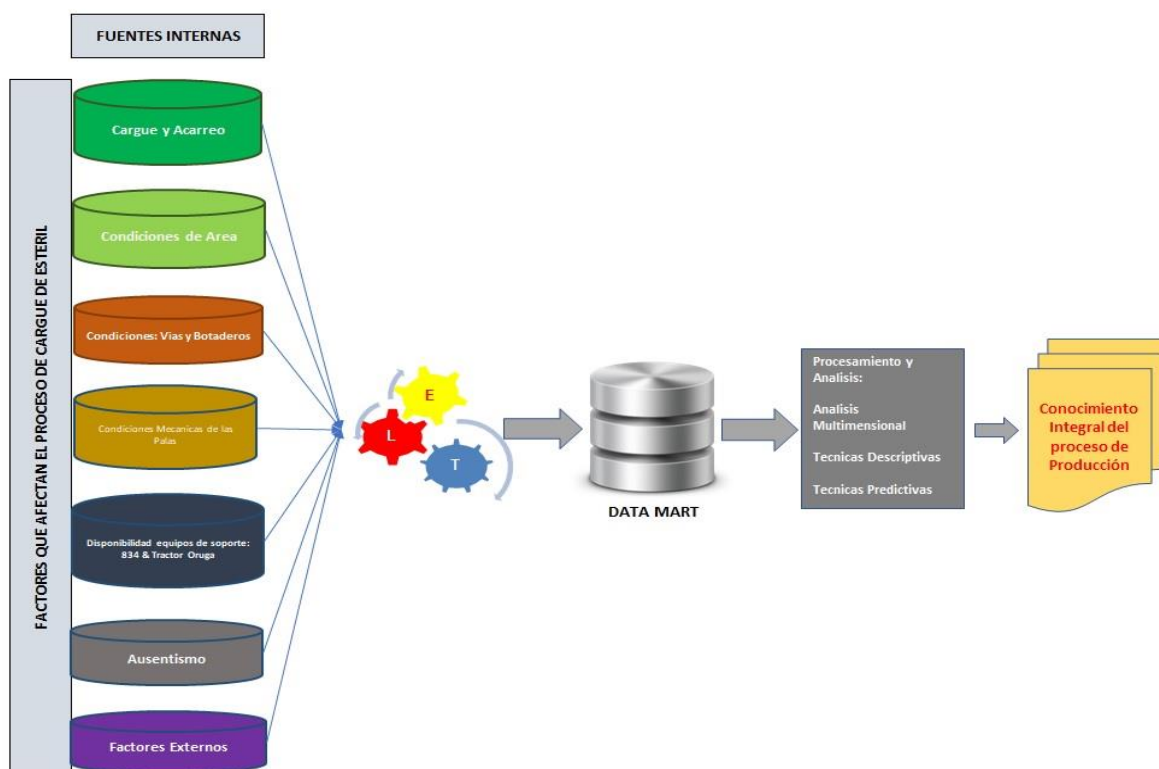 FUENTES INTERNAS
FACTORES QUE AFECTAN EL PROCESO DE CARGUE DE ESTERIL
Cargue y Acarreo
Condiciones de Area
Condiciones: Vias y Botaderos
Condiciones Mecanicas de las
Palas
Disponibilidad equipos de soporte:
834 & Tractor Oruga
Ausentismo
Factores Externos
E
L
T
DATA MART
Procesamiento y
Analisis:
Analisis
Multimensional
Tecnicas Descriptivas
Tecnicas Predictivas
Conocimiento
Integral del
proceso de
Producción